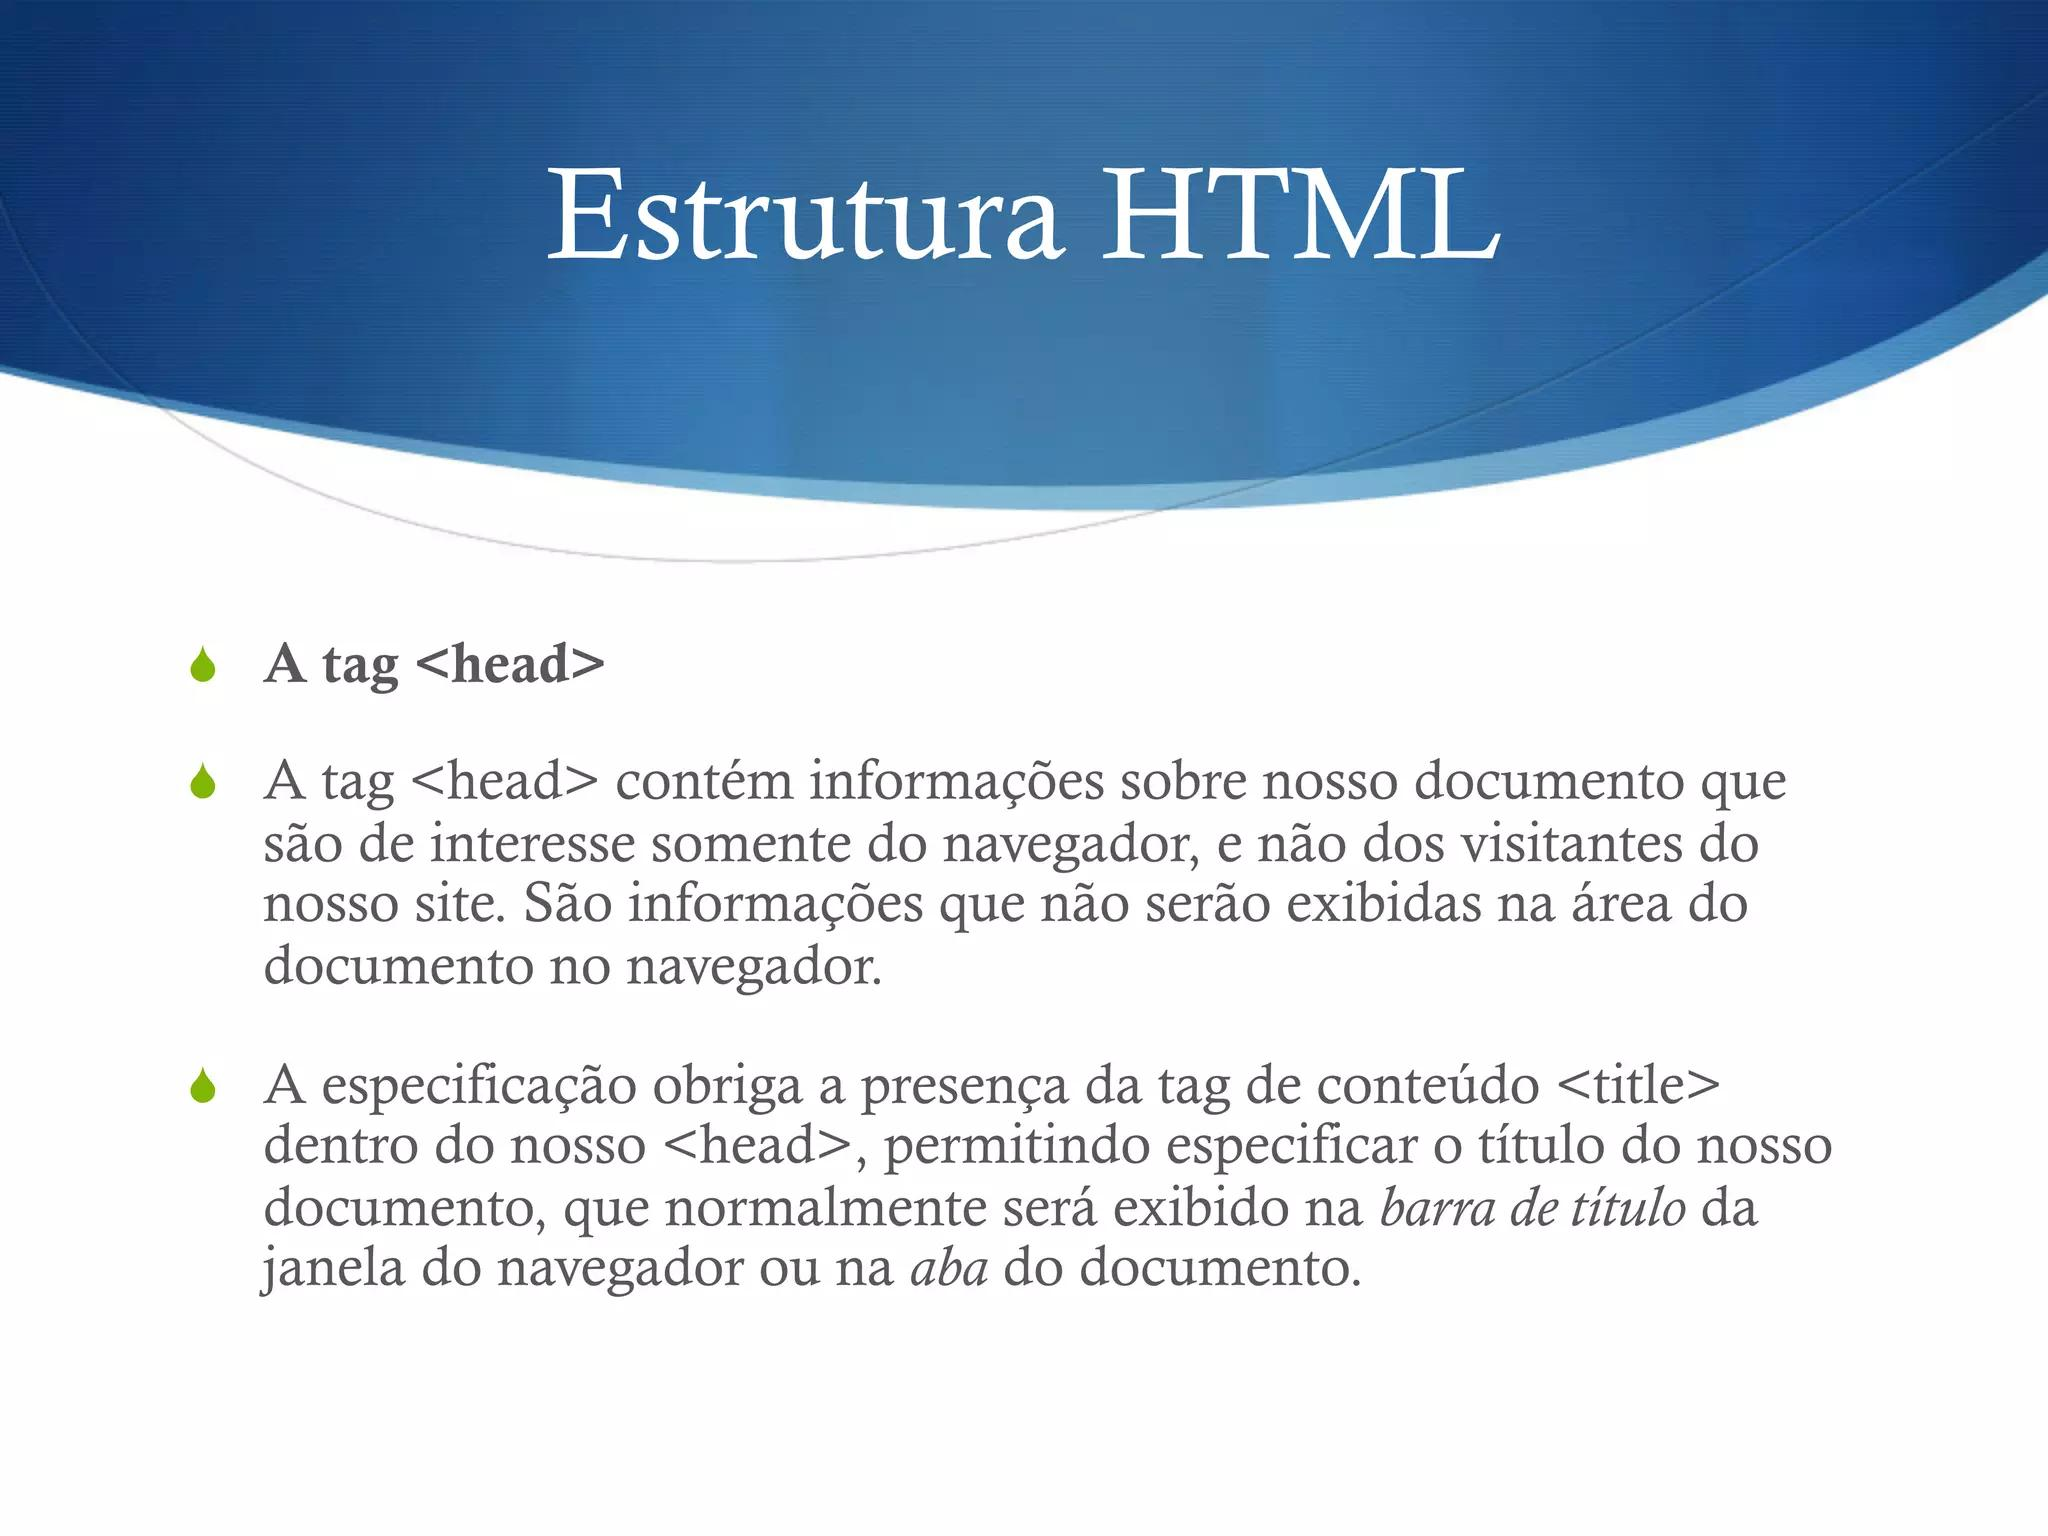 Estrutura HTML
A tag <head>
A tag <head> contém informações sobre nosso documento que
são de interesse somente do navegador, e não dos visitantes do
nosso site. São informações que não serão exibidas na área do
documento no navegador.
A especificação obriga a presença da tag de conteúdo <title>
dentro do nosso <head>, permitindo especificar o título do nosso
documento, que normalmente será exibido na barra de título da
janela do navegador ou na aba do documento.